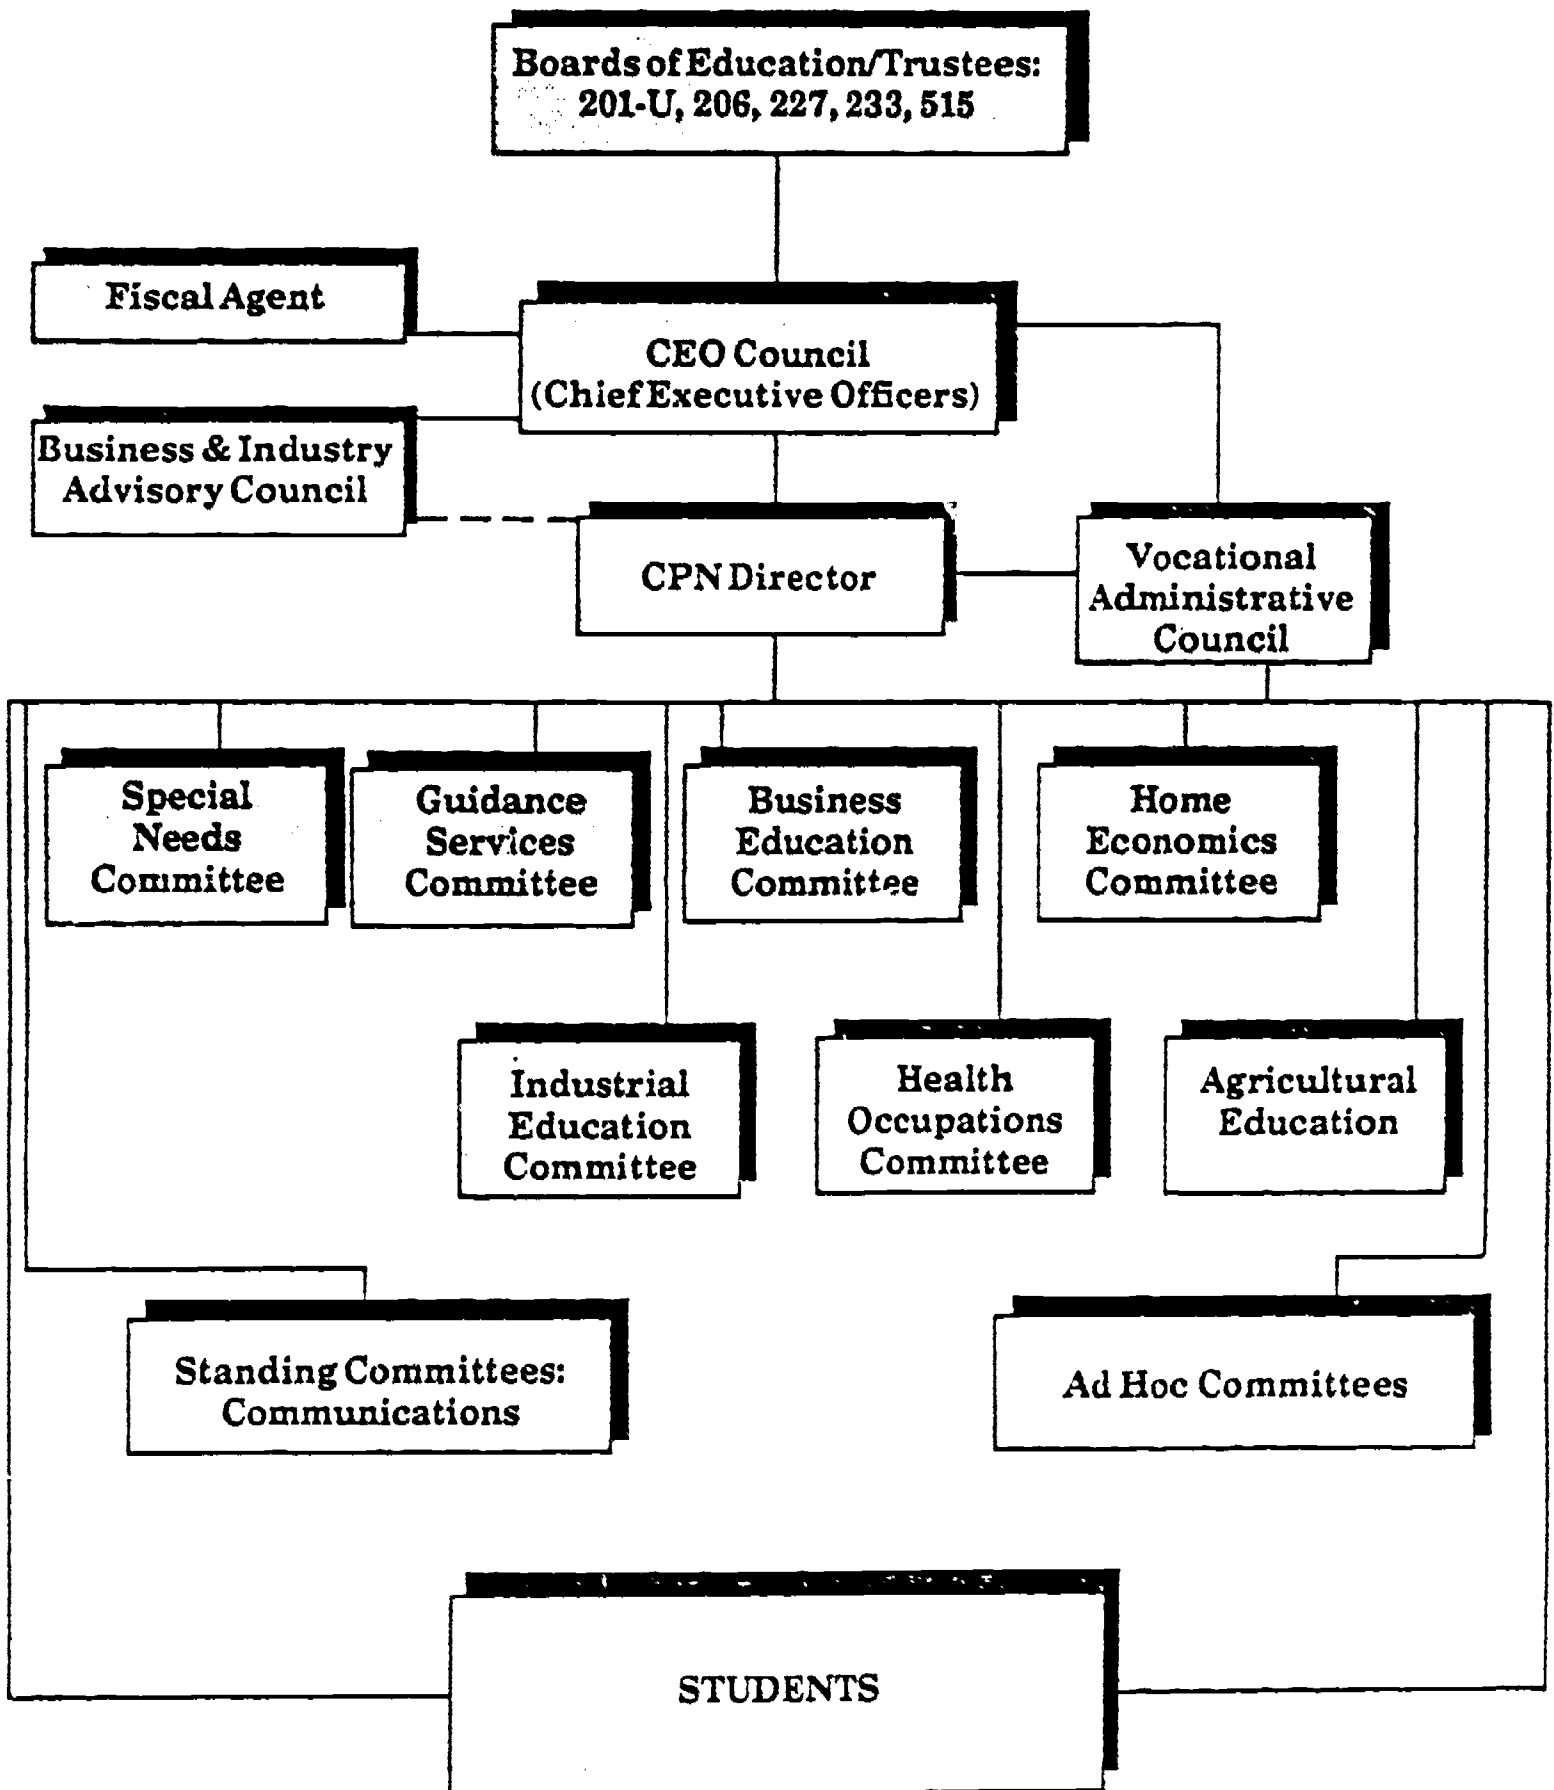 Boards of Education/Trustees:
201-U, 206, 227, 233, 515
Fiscal Agent
CEO Council
(Chief Executive Officers)
Business & Industry
Advisory Council
CPN Director
Vocational
Administrative
Council
Special
Needs
Committee
Guidance
Services
Committee
Business
Education
Committee
Home
Economics
Committee
Industrial
Education
Committee
Health
Occupations
Committee
Agricultural
Education
Standing Committees:
Communications
Ad Hoc Committees
STUDENTS